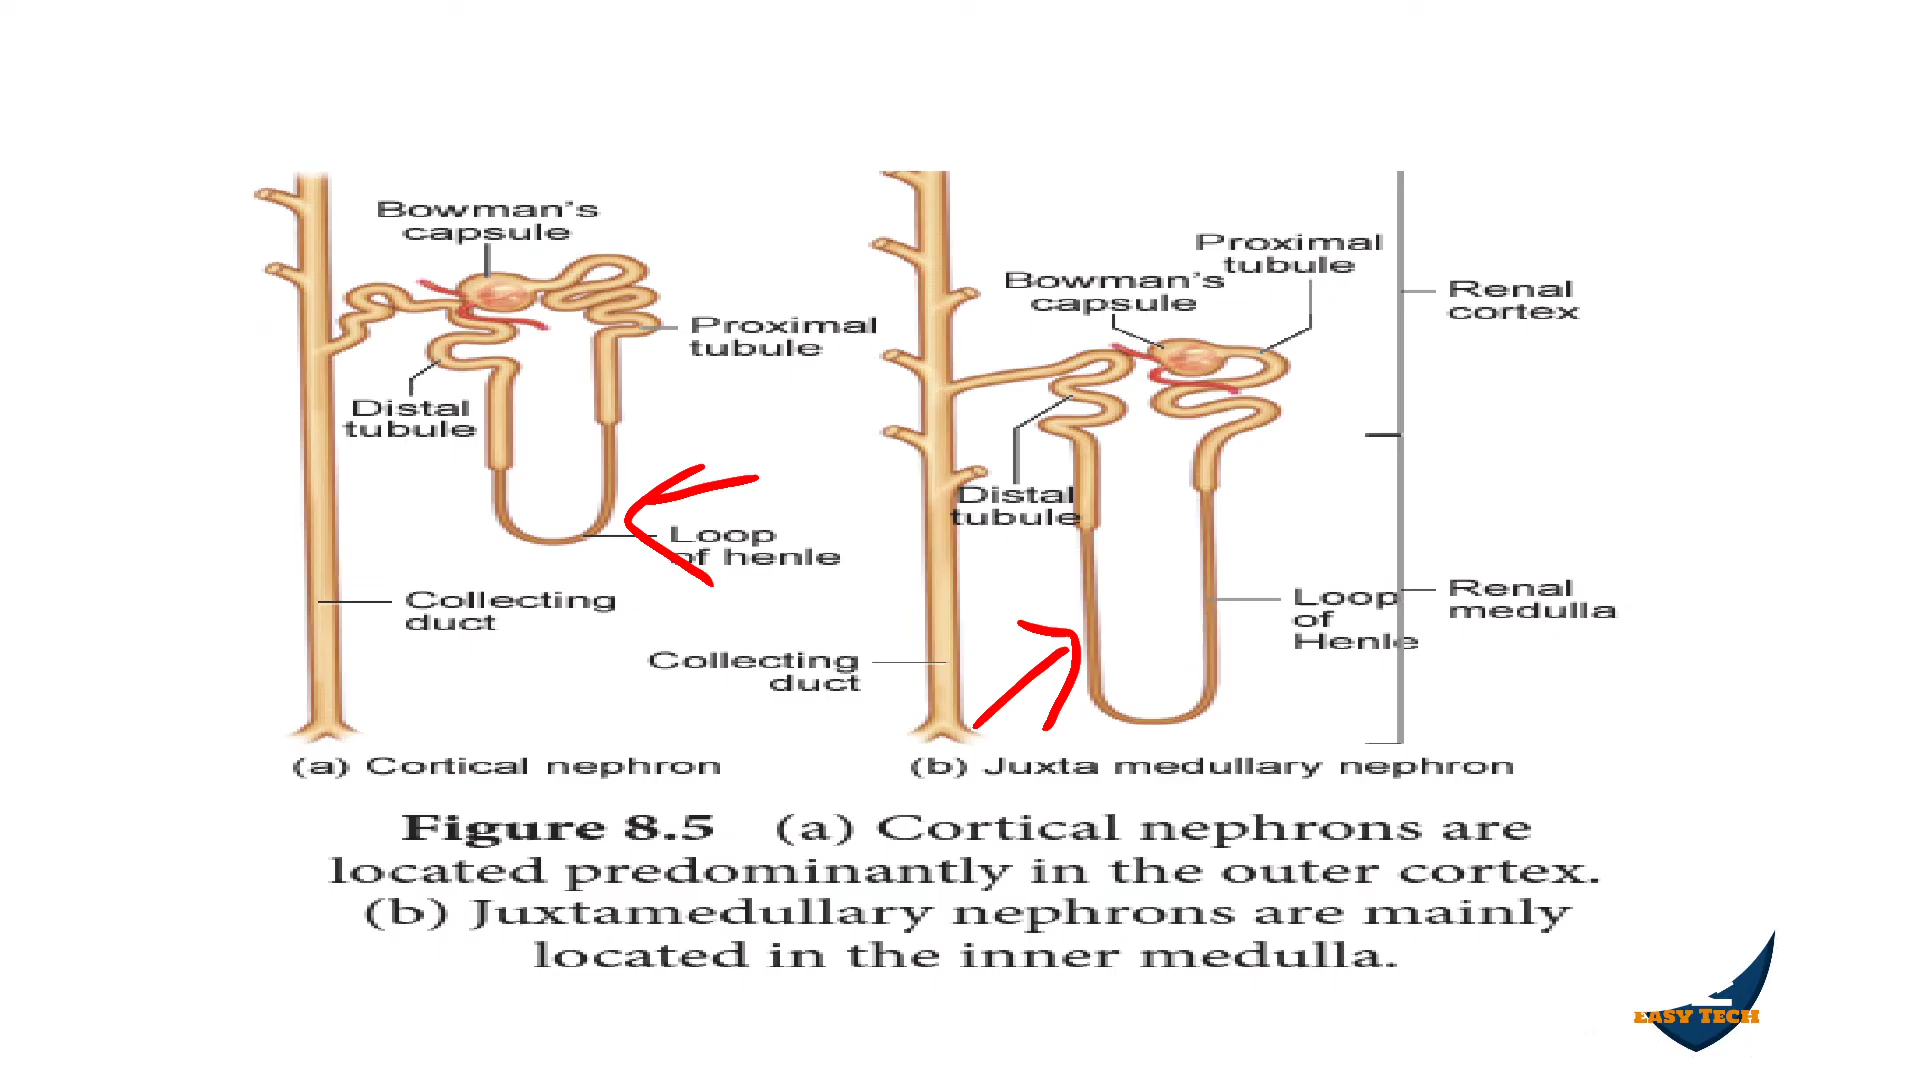 Bowman's
capsule
Proximal
tubule
Distal
tubule
Loop
of henle
Collecting
duct
(a) Cortical nephron
Proximal
tubule
Bowman's
capsule
Renal
cortex
Distal
tubule
Loop
of
Henle
Renal
medulla
Collecting
duct
(b) Juxta medullary nephron
Figure 8.5 (a) Cortical nephrons are
located predominantly in the outer cortex.
(b) Juxtamedullary nephrons are mainly
located in the inner medulla.
EASY TECH